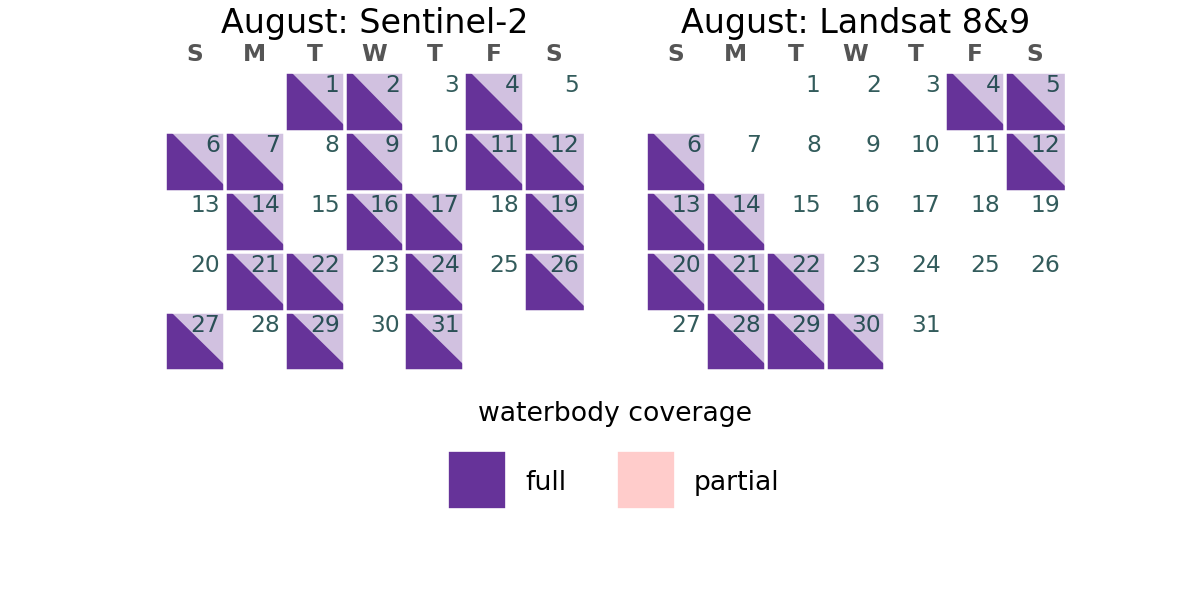 August: Sentinel-2
S M T W T F S
1 2 3 4 5
6 7 8 9 10 11 12
13 14 15 16 17 18 19
20 21 22 23 24 25 26
27 28 29 30 31
August: Landsat 8&9
S M T W T F S
1 2 3 4 5
6 7 8 9 10 11 12
13 14 15 16 17 18 19
20 21 22 23 24 25 26
27 28 29 30 31
waterbody coverage
full partial